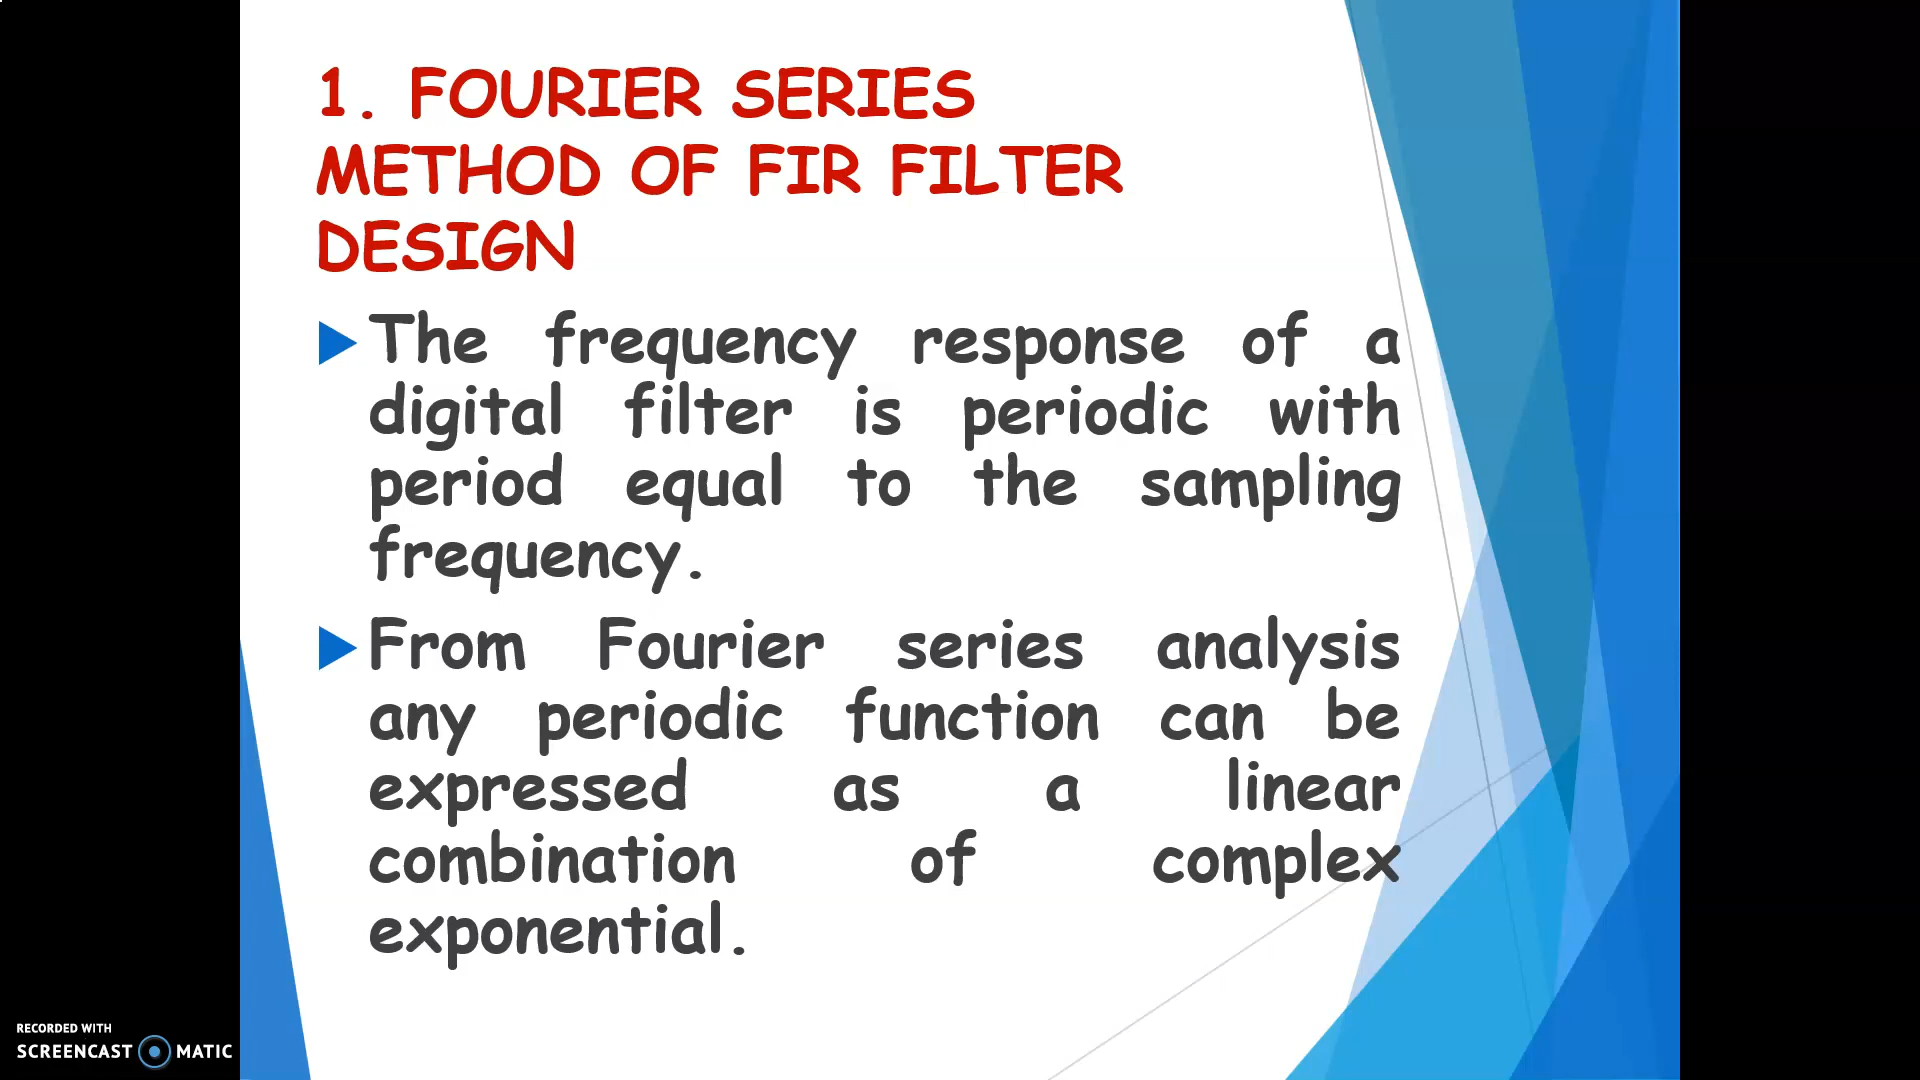 1. FOURIER SERIES
METHOD OF FIR FILTER
DESIGN
The frequency response of a
digital filter is periodic with
period equal to the sampling
frequency.
From Fourier series analysis
any periodic function can be
expressed as a linear
combination of complex
exponential.
RECORDED WITH
SCREENCAST MATIC